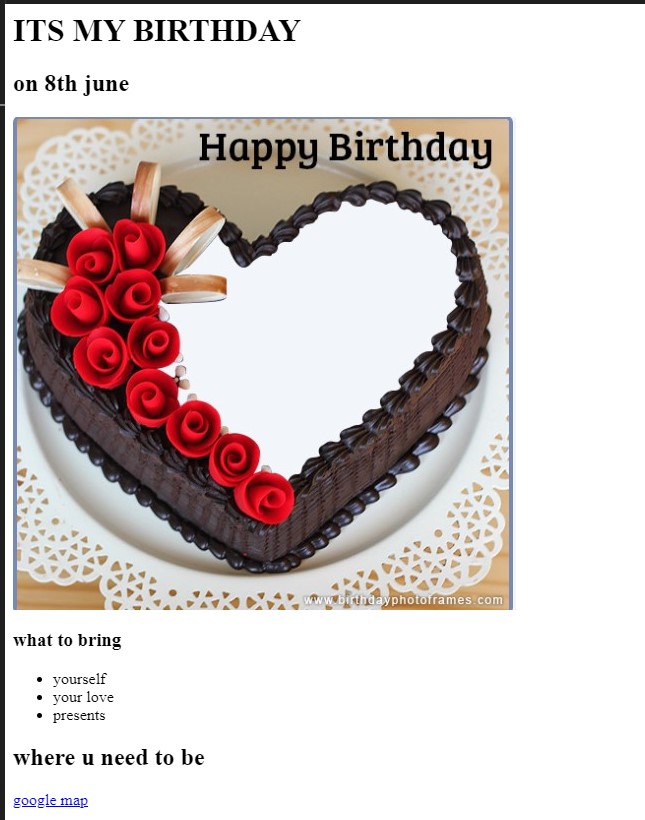 ITS MY BIRTHDAY
on 8th june
Happy Birthday
www.birthdayphotoframes.com
what to bring
yourself
your love
presents
where u need to be
google map